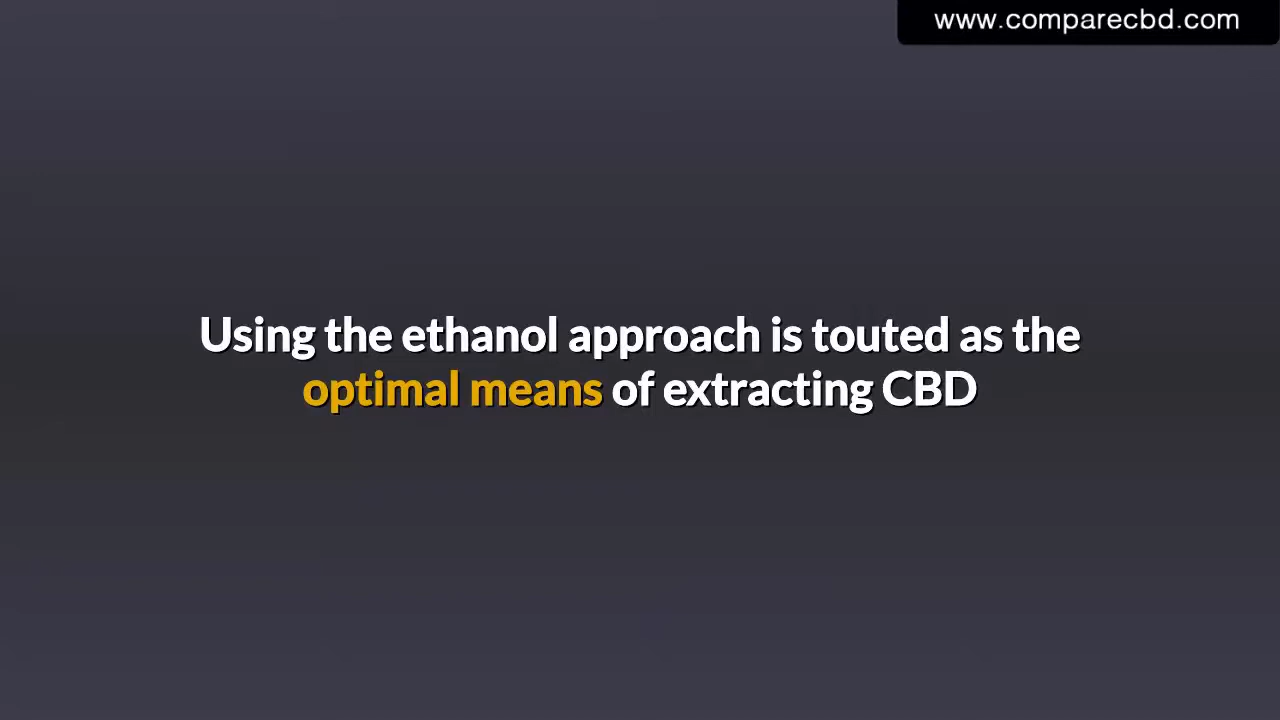 www.comparecbd.com
Using the ethanol approach is touted as the
optimal means of extracting CBD